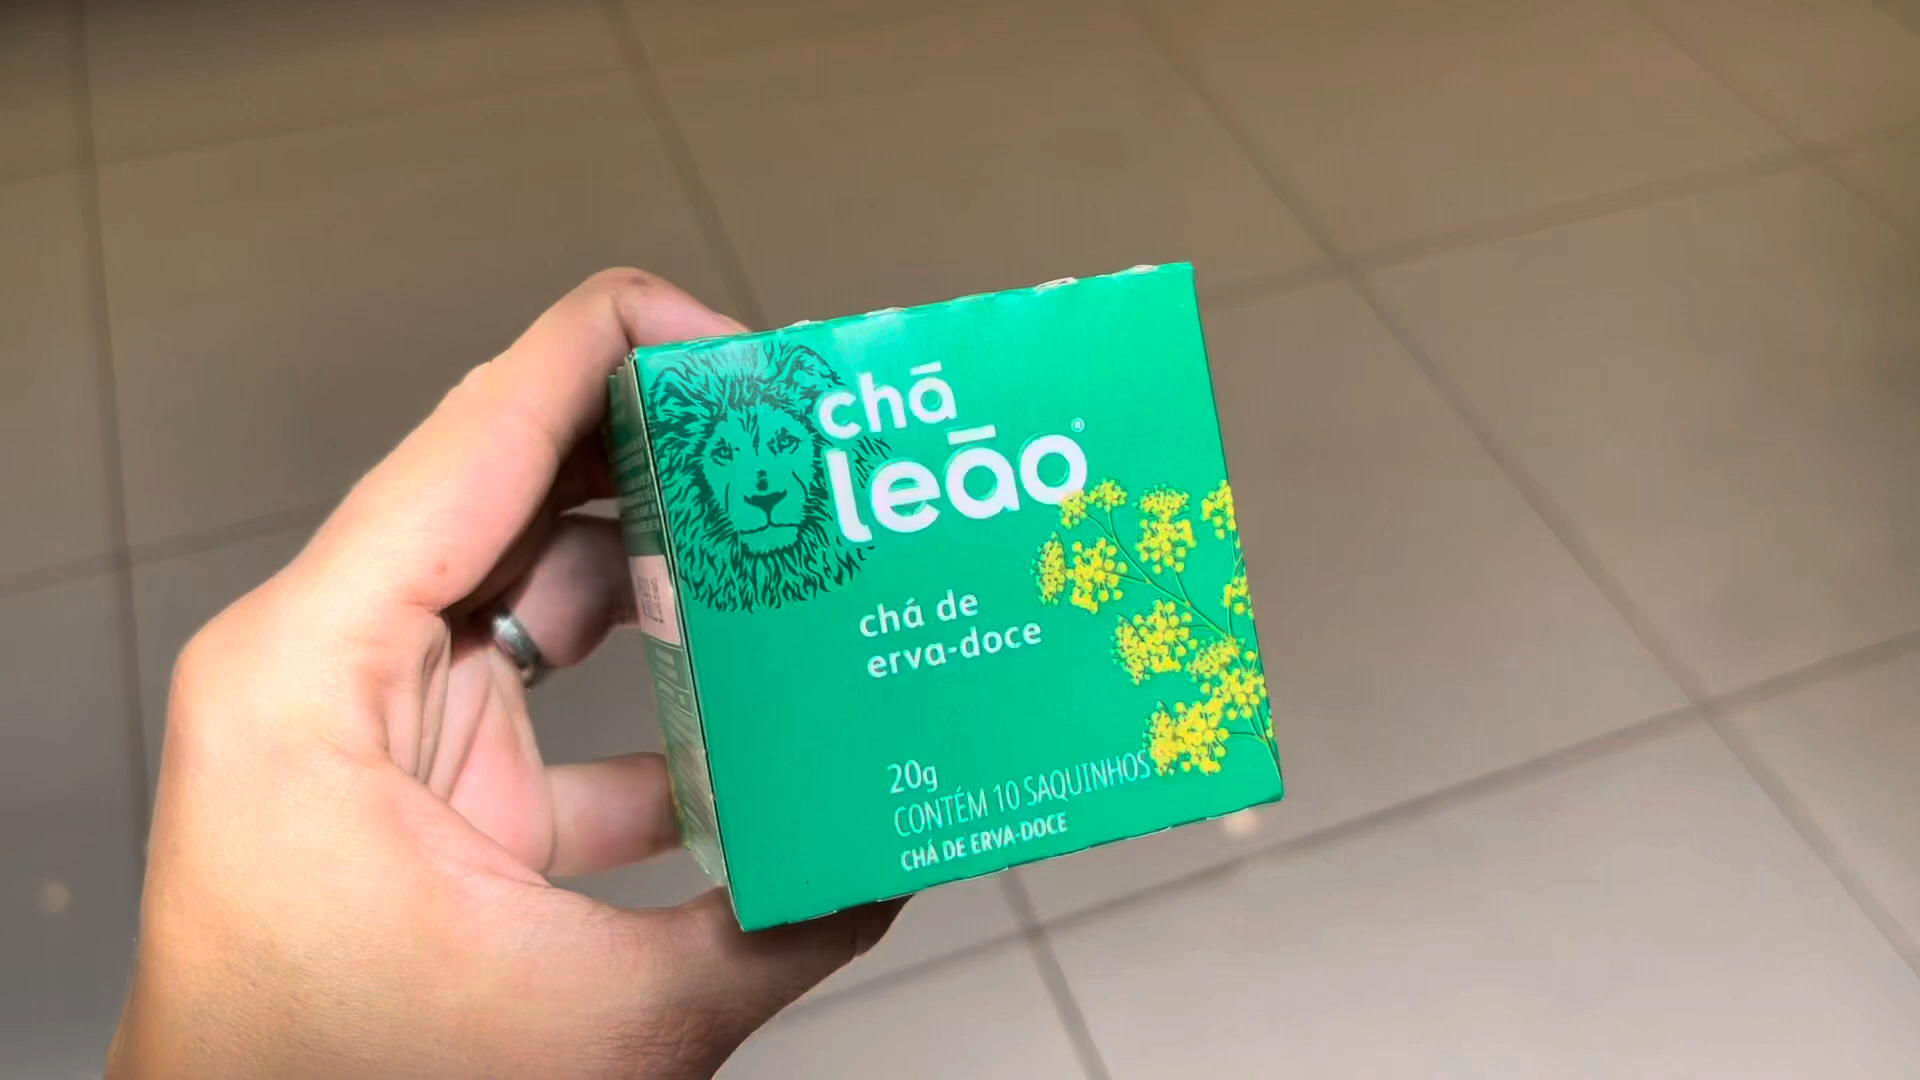 chá
leão®
chá de
erva-doce
20g
CONTÉM 10 SAQUINHOS
CHÁ DE ERVA-DOCE